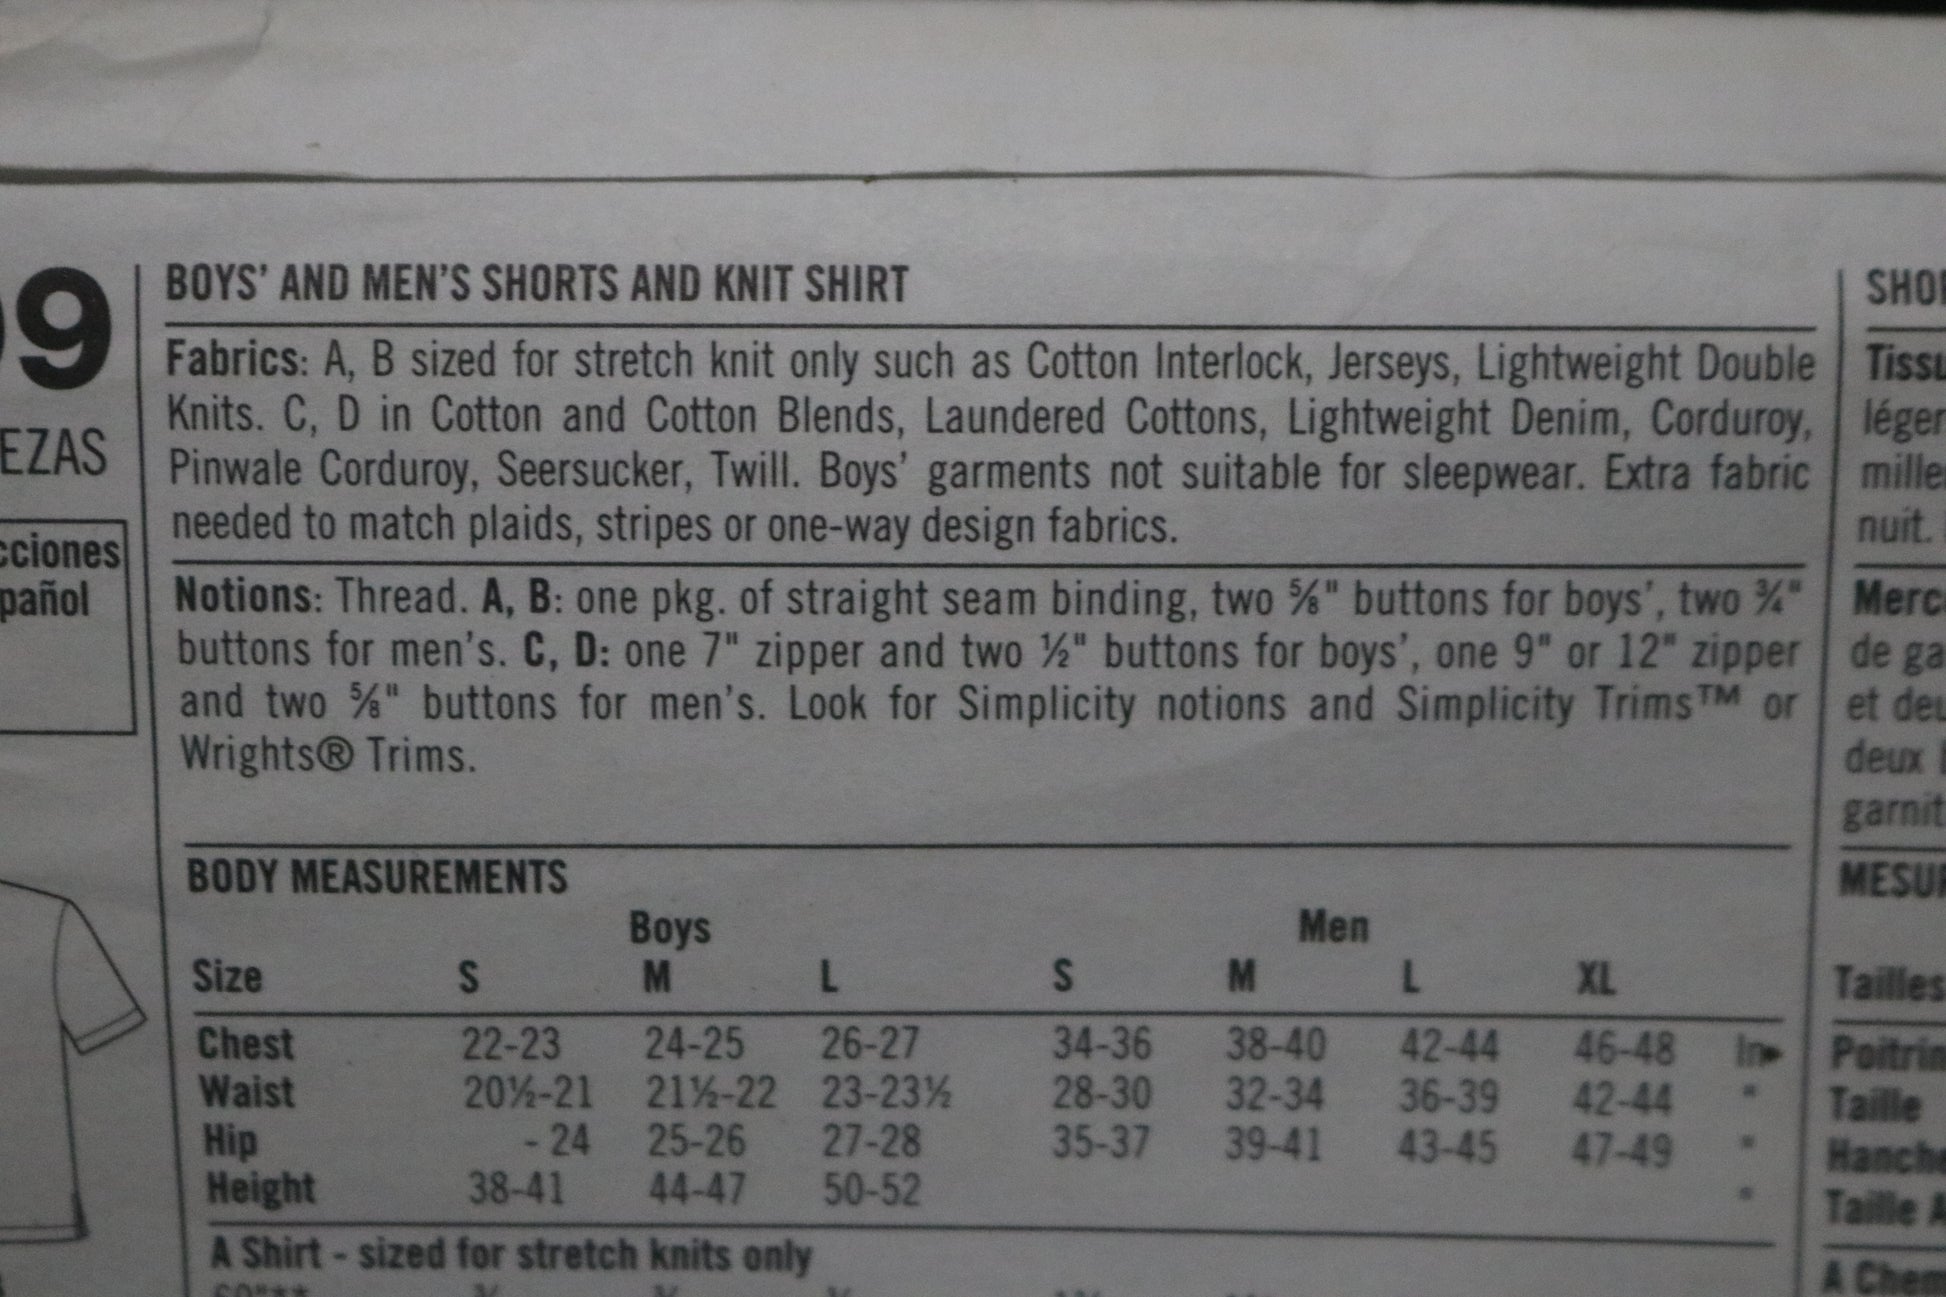 99
EZAS
cciones
pañol
BOYS' AND MEN'S SHORTS AND KNIT SHIRT
Fabrics: A, B sized for stretch knit only such as Cotton Interlock, Jerseys, Lightweight Double
Knits. C, D in Cotton and Cotton Blends, Laundered Cottons, Lightweight Denim, Corduroy,
Pinwale Corduroy, Seersucker, Twill. Boys' garments not suitable for sleepwear. Extra fabric
needed to match plaids, stripes or one-way design fabrics.
Notions: Thread. A, B: one pkg. of straight seam binding, two ⅝" buttons for boys', two ¾"
buttons for men's. C, D: one 7" zipper and two ½" buttons for boys', one 9" or 12" zipper
and two ⅝" buttons for men's. Look for Simplicity notions and Simplicity Trims™ or
Wrights® Trims.
BODY MEASUREMENTS
Boys Men
Size S M L S M L XL
Chest 22-23 24-25 26-27 34-36 38-40 42-44 46-48 In▸
Waist 20½-21 21½-22 23-23½ 28-30 32-34 36-39 42-44 "
Hip - 24 25-26 27-28 35-37 39-41 43-45 47-49 "
Height 38-41 44-47 50-52 "
A Shirt - sized for stretch knits only
SHO
Tissu
léger
mille
nuit.
Merc
de ga
et deu
deux
garnit
MESUR
Tailles
Poitrin
Taille
Hanche
Taille A
A Chem